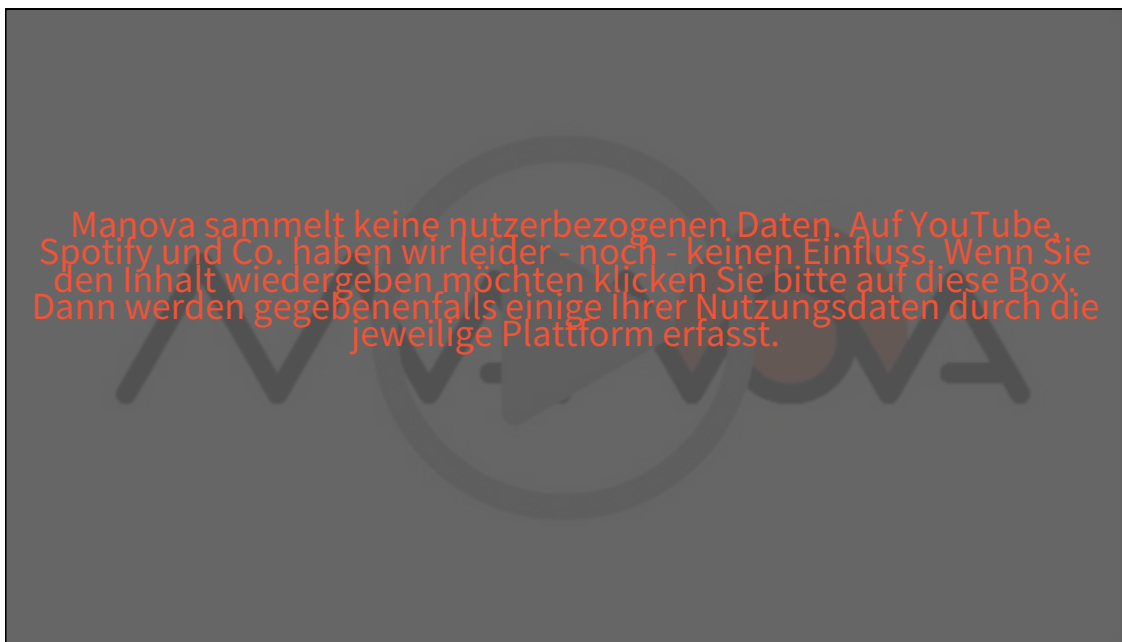 Manova sammelt keine nutzerbezogenen Daten. Auf YouTube,
Spotify und Co. haben wir leider - noch - keinen Einfluss. Wenn Sie
den Inhalt wiedergeben möchten klicken Sie bitte auf diese Box.
Dann werden gegebenenfalls einige Ihrer Nutzungsdaten durch die
jeweilige Plattform erfasst.
MANOVA